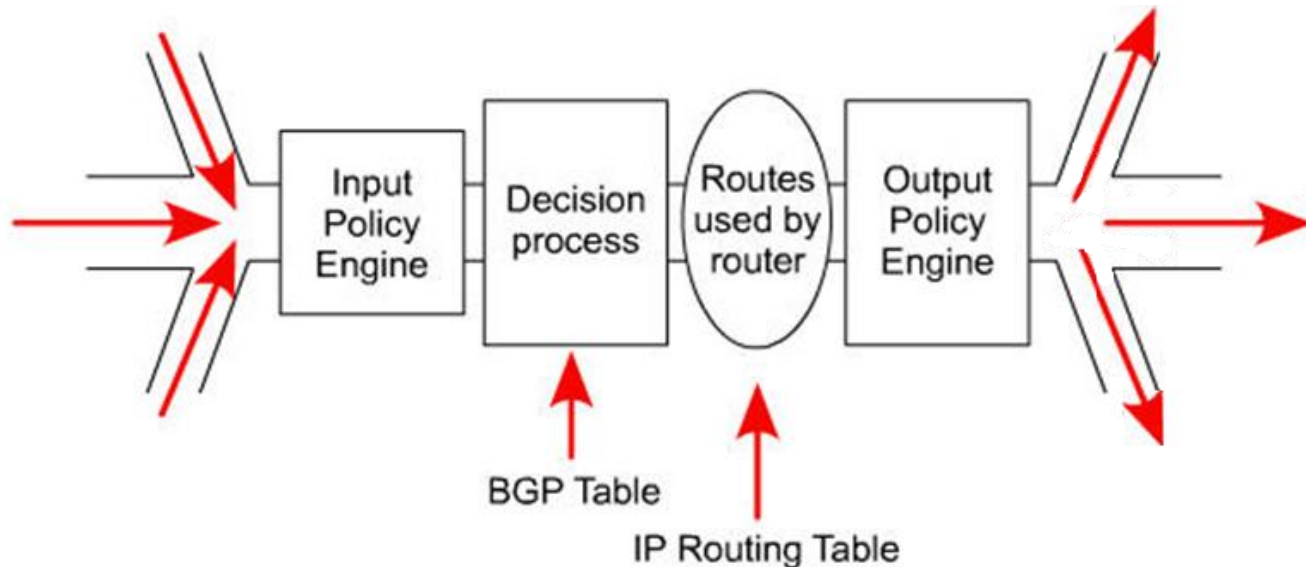 Input
Policy
Engine
Decision
process
Routes
used by
router
Output
Policy
Engine
BGP Table
IP Routing Table